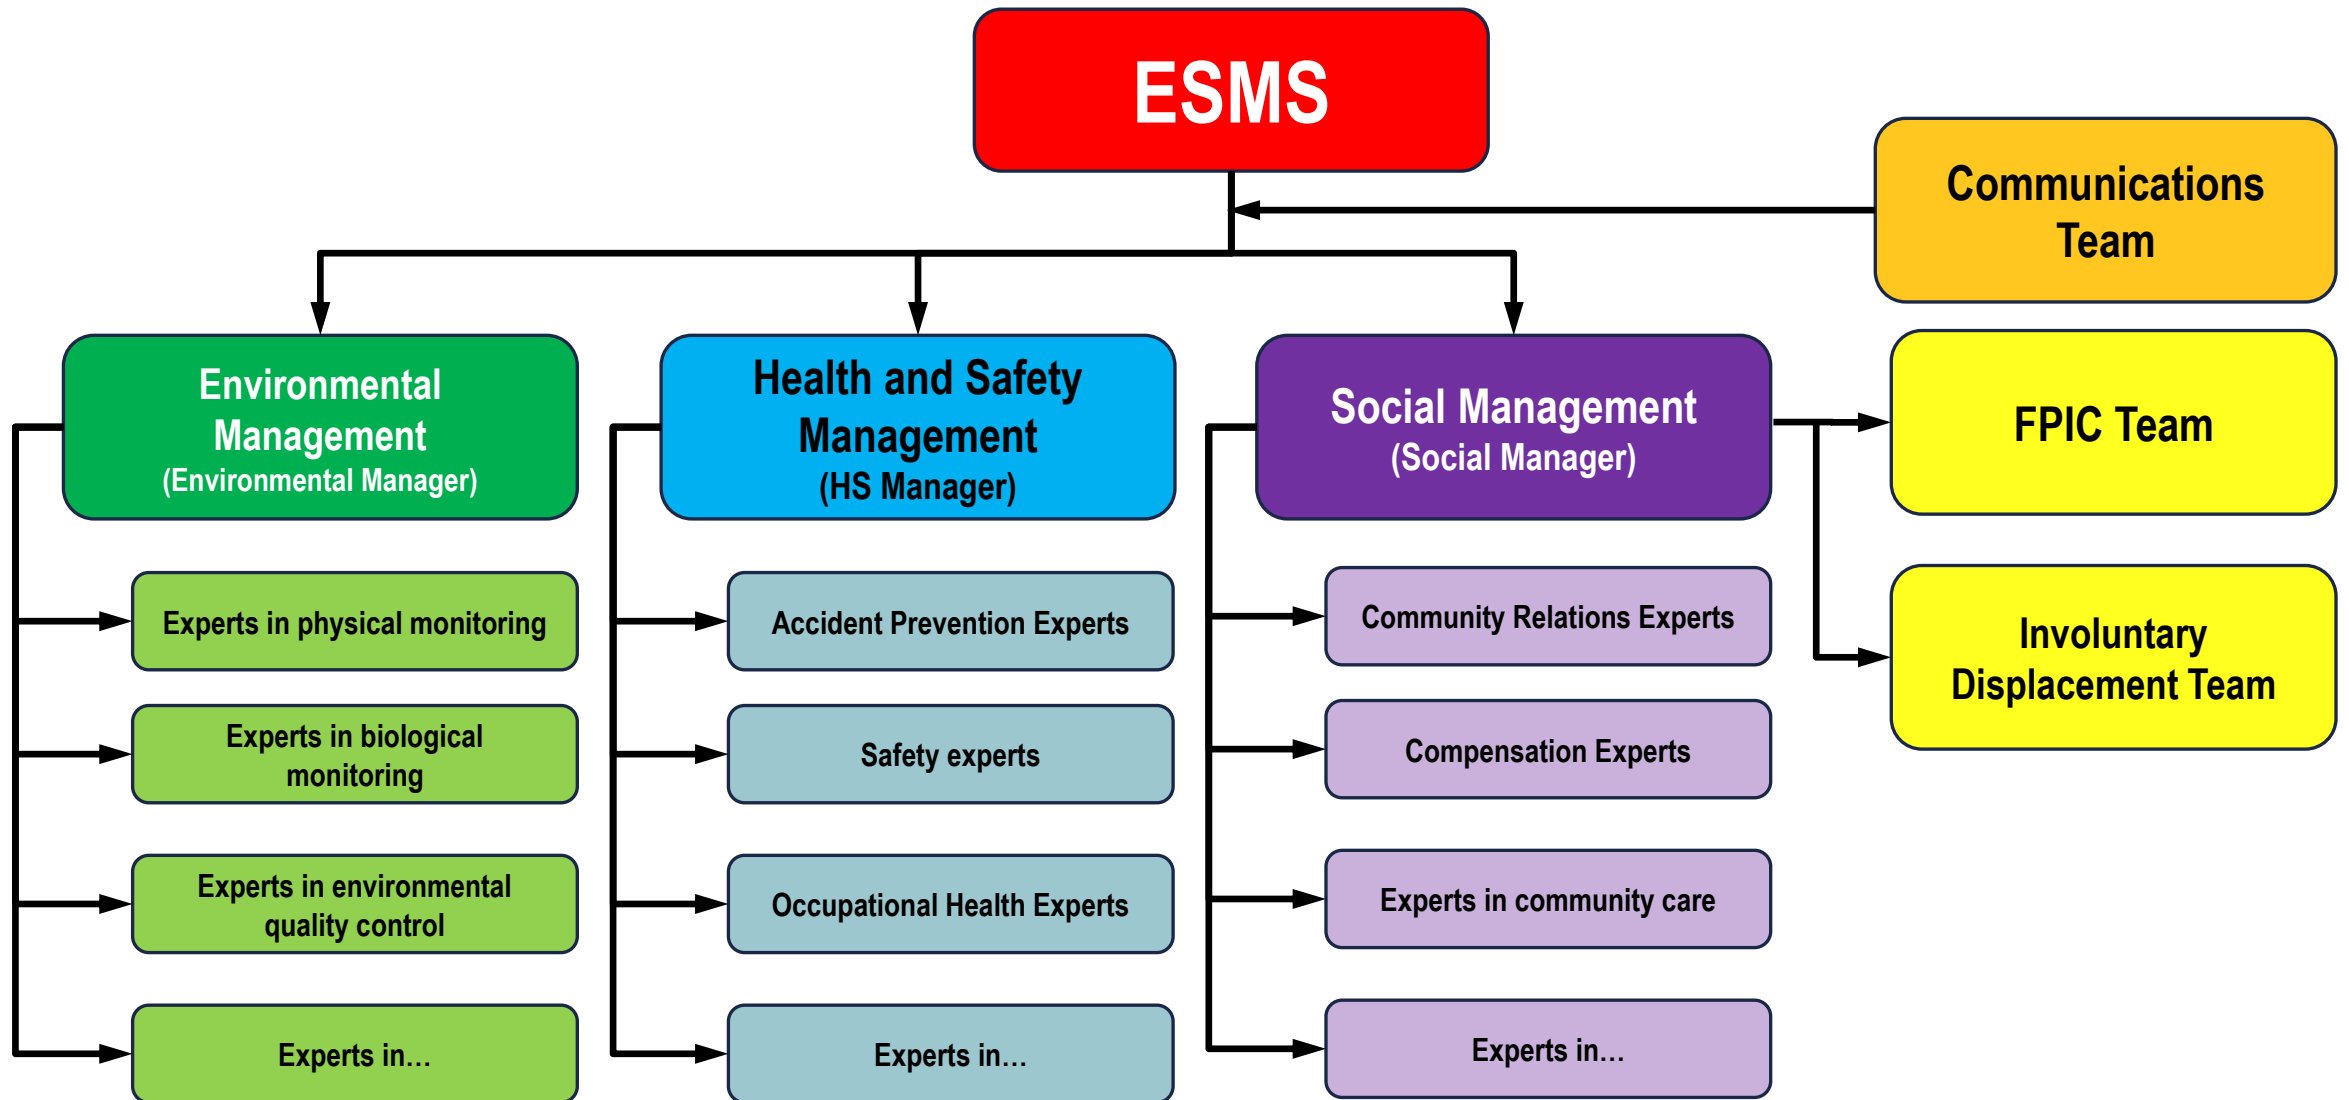 ESMS
Communications
Team
Environmental
Management
(Environmental Manager)
Health and Safety
Management
(HS Manager)
Social Management
(Social Manager)
FPIC Team
Involuntary
Displacement Team
Experts in physical monitoring
Experts in biological
monitoring
Experts in environmental
quality control
Experts in…
Accident Prevention Experts
Safety experts
Occupational Health Experts
Experts in…
Community Relations Experts
Compensation Experts
Experts in community care
Experts in…